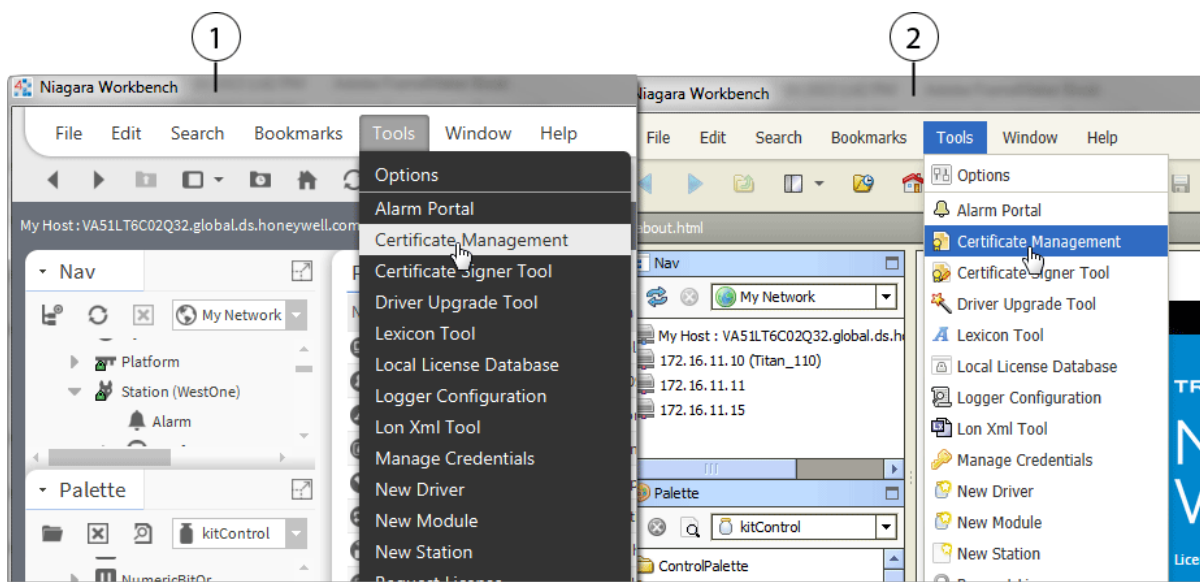 1
Niagara Workbench
File Edit Search Bookmarks Tools Window Help
Options
Alarm Portal
Certificate Management
Certificate Signer Tool
Driver Upgrade Tool
Lexicon Tool
Local License Database
Logger Configuration
Lon Xml Tool
Manage Credentials
New Driver
New Module
New Station
Request License
My Host : VA51LT6C02Q32.global.ds.honeywell.com
Nav
My Network
Platform
Station (WestOne)
Alarm
Palette
kitControl
NumericBitOr
2
Niagara Workbench
File Edit Search Bookmarks Tools Window Help
Options
Alarm Portal
Certificate Management
Certificate Signer Tool
Driver Upgrade Tool
Lexicon Tool
Local License Database
Logger Configuration
Lon Xml Tool
Manage Credentials
New Driver
New Module
New Station
about.html
Nav
My Network
My Host : VA51LT6C02Q32.global.ds.h
172.16.11.10 (Titan_110)
172.16.11.11
172.16.11.15
Palette
kitControl
ControlPalette
TR
N
W
Lice